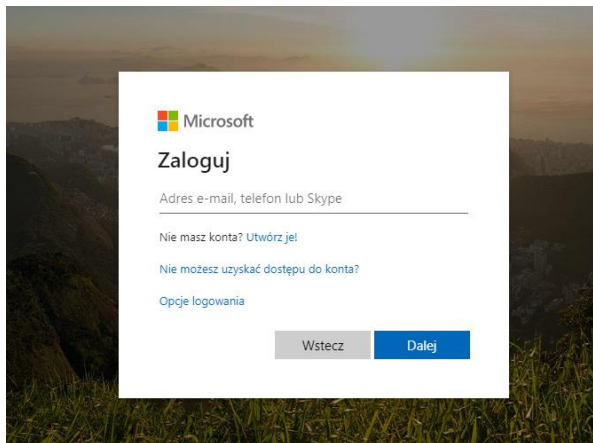 Microsoft
Zaloguj
Adres e-mail, telefon lub Skype
Nie masz konta? Utwórz je!
Nie możesz uzyskać dostępu do konta?
Opcje logowania
Wstecz Dalej